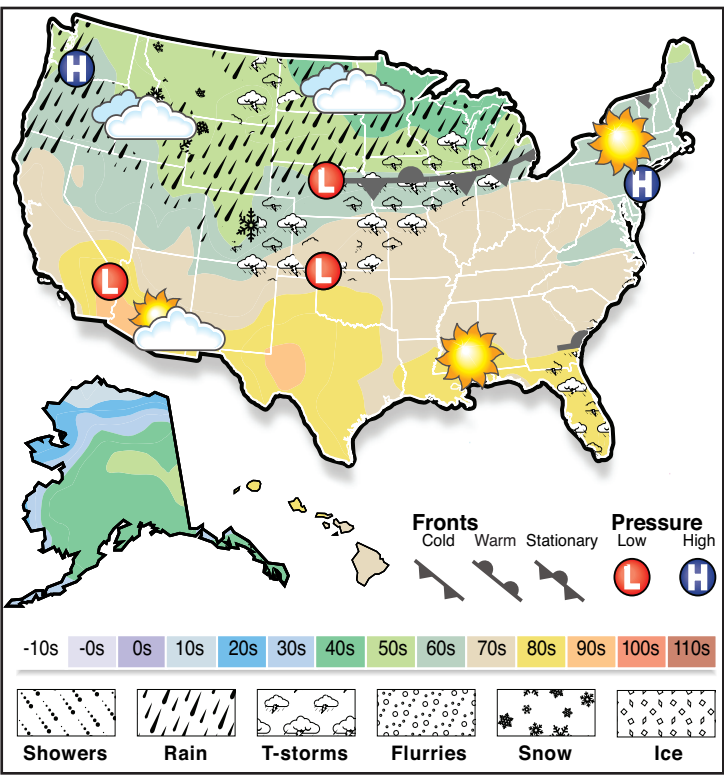 H
L
H
L
L
Fronts
Pressure
Cold Warm Stationary
Low High
L H
-10s -0s 0s 10s 20s 30s 40s 50s 60s 70s 80s 90s 100s 110s
Showers Rain T-storms Flurries Snow Ice